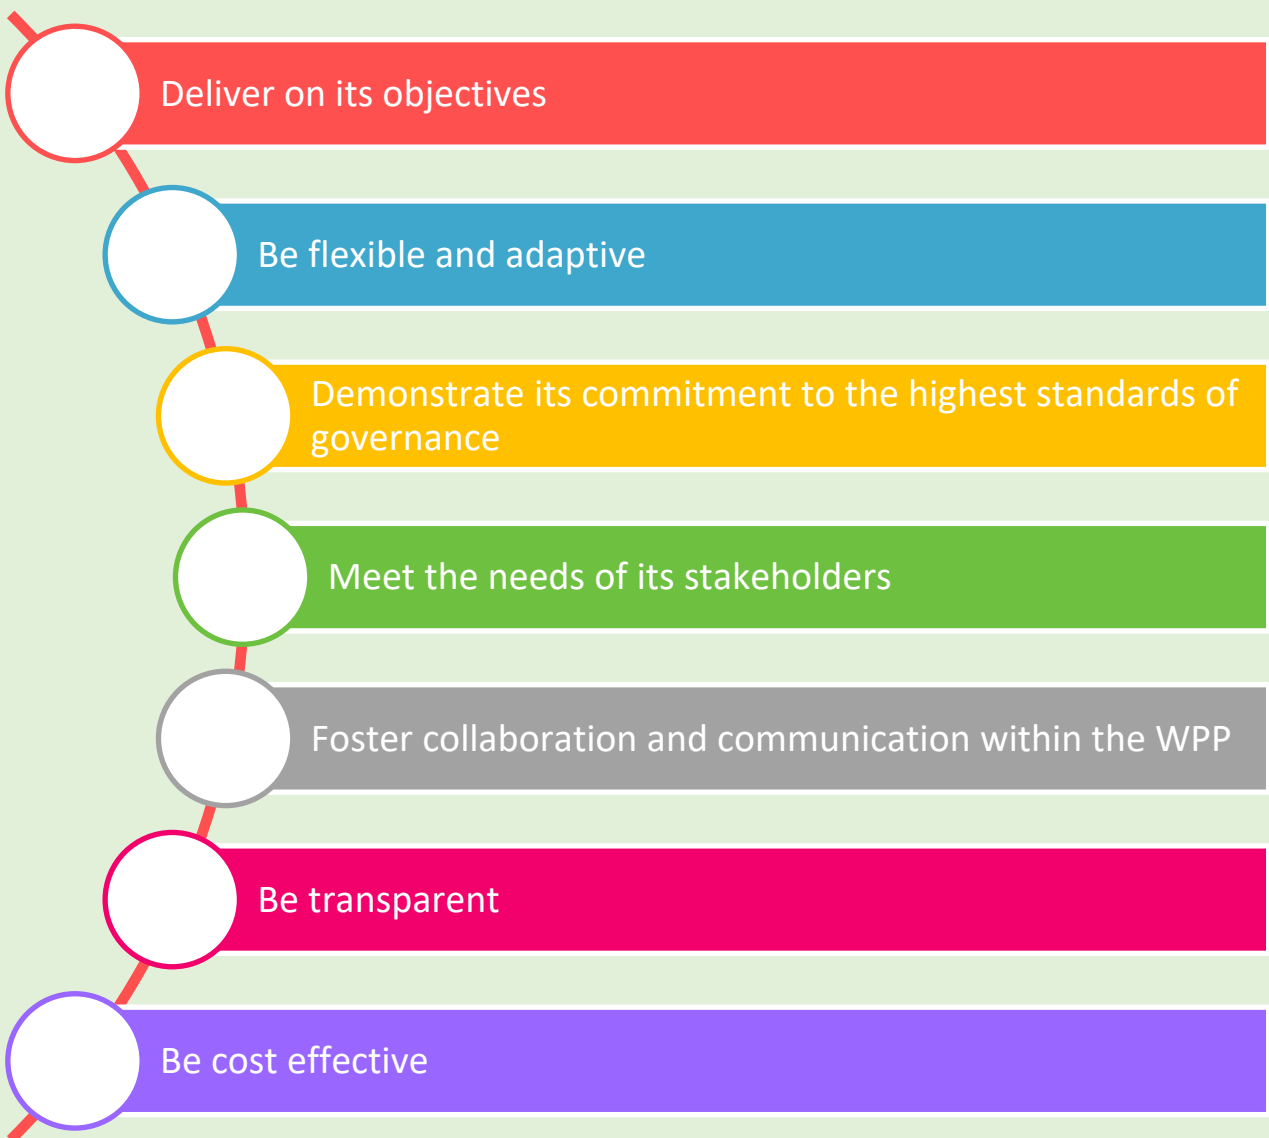 Deliver on its objectives
Be flexible and adaptive
Demonstrate its commitment to the highest standards of
governance
Meet the needs of its stakeholders
Foster collaboration and communication within the WPP
Be transparent
Be cost effective